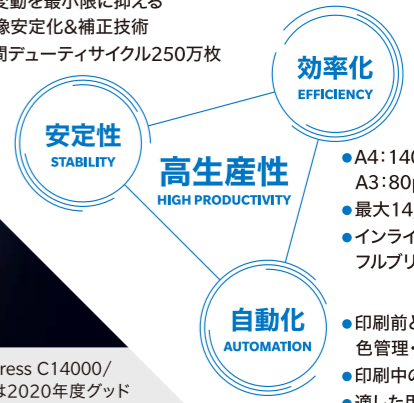 変動を最小限に抑える
像安定化&補正技術
間デューティサイクル250万枚
効率化
EFFICIENCY
安定性
STABILITY
高生産性
HIGH PRODUCTIVITY
●A4：140
A3：80
●最大14
●インライ
フルブリ
自動化
AUTOMATION
●印刷前
色管理・
●印刷中の
ress C14000/
は2020年度グッド